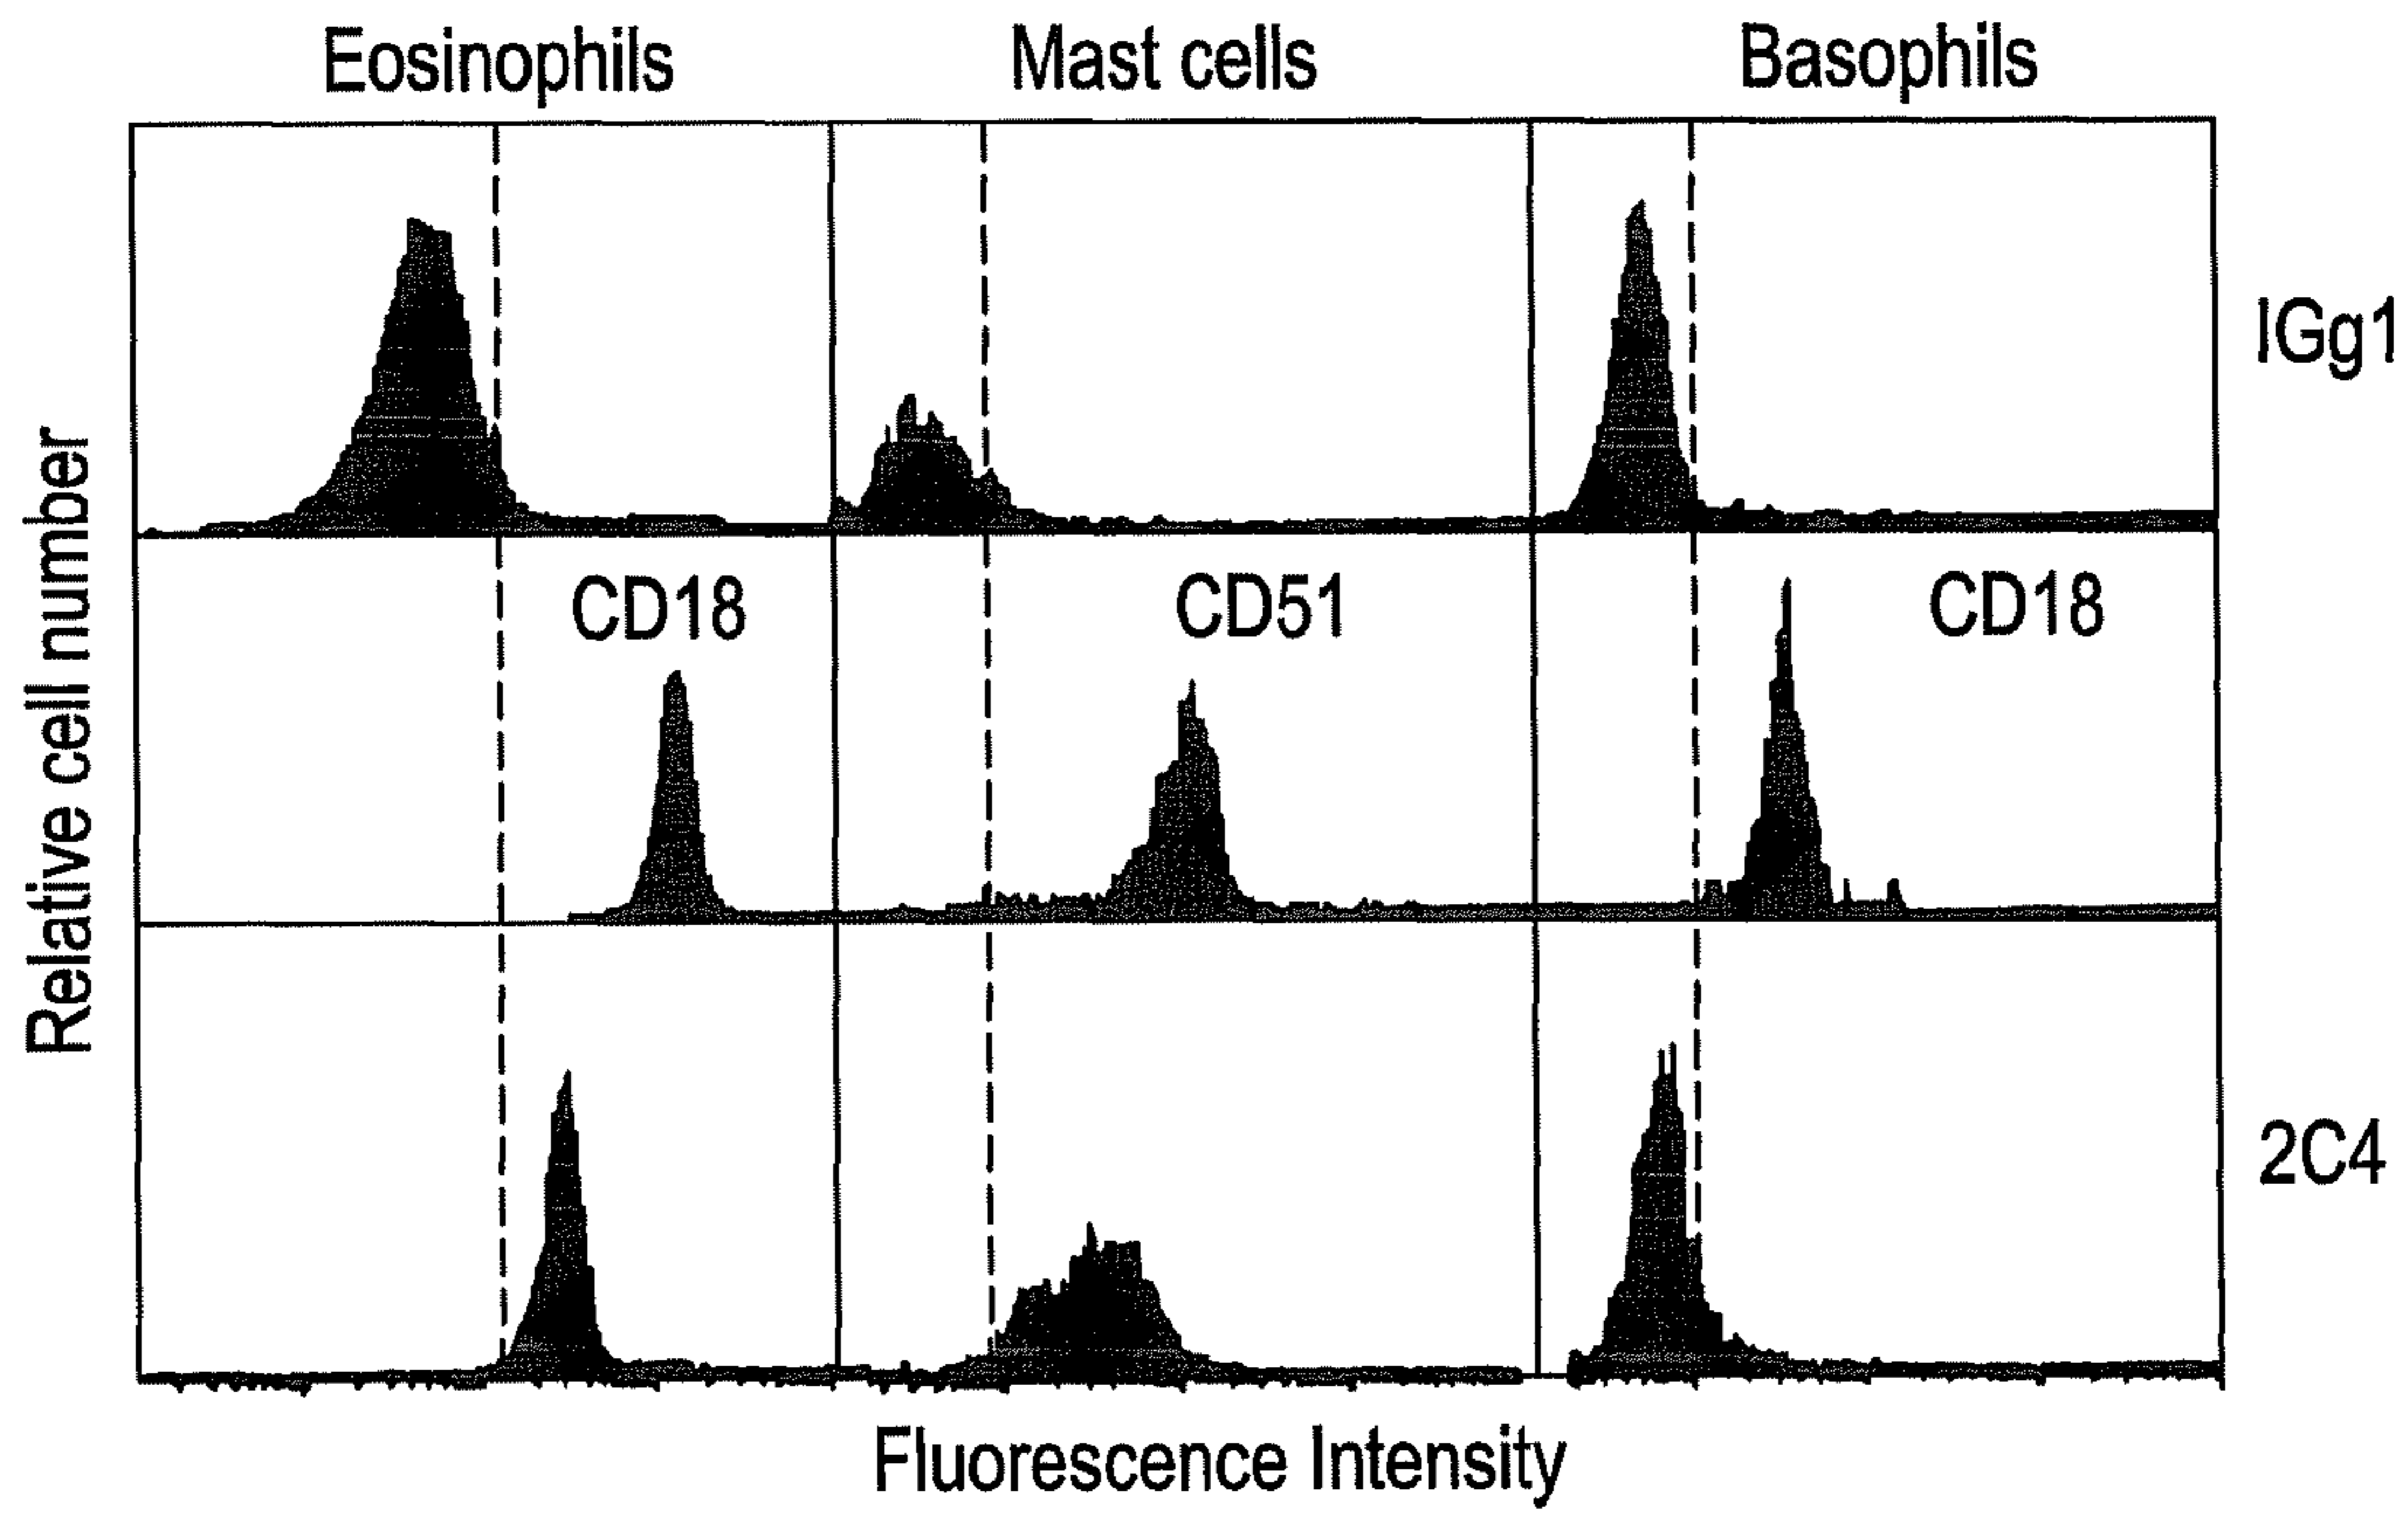 Eosinophils Mast cells Basophils
IGg1
CD18 CD51 CD18
2C4
Relative cell number
Fluorescence Intensity